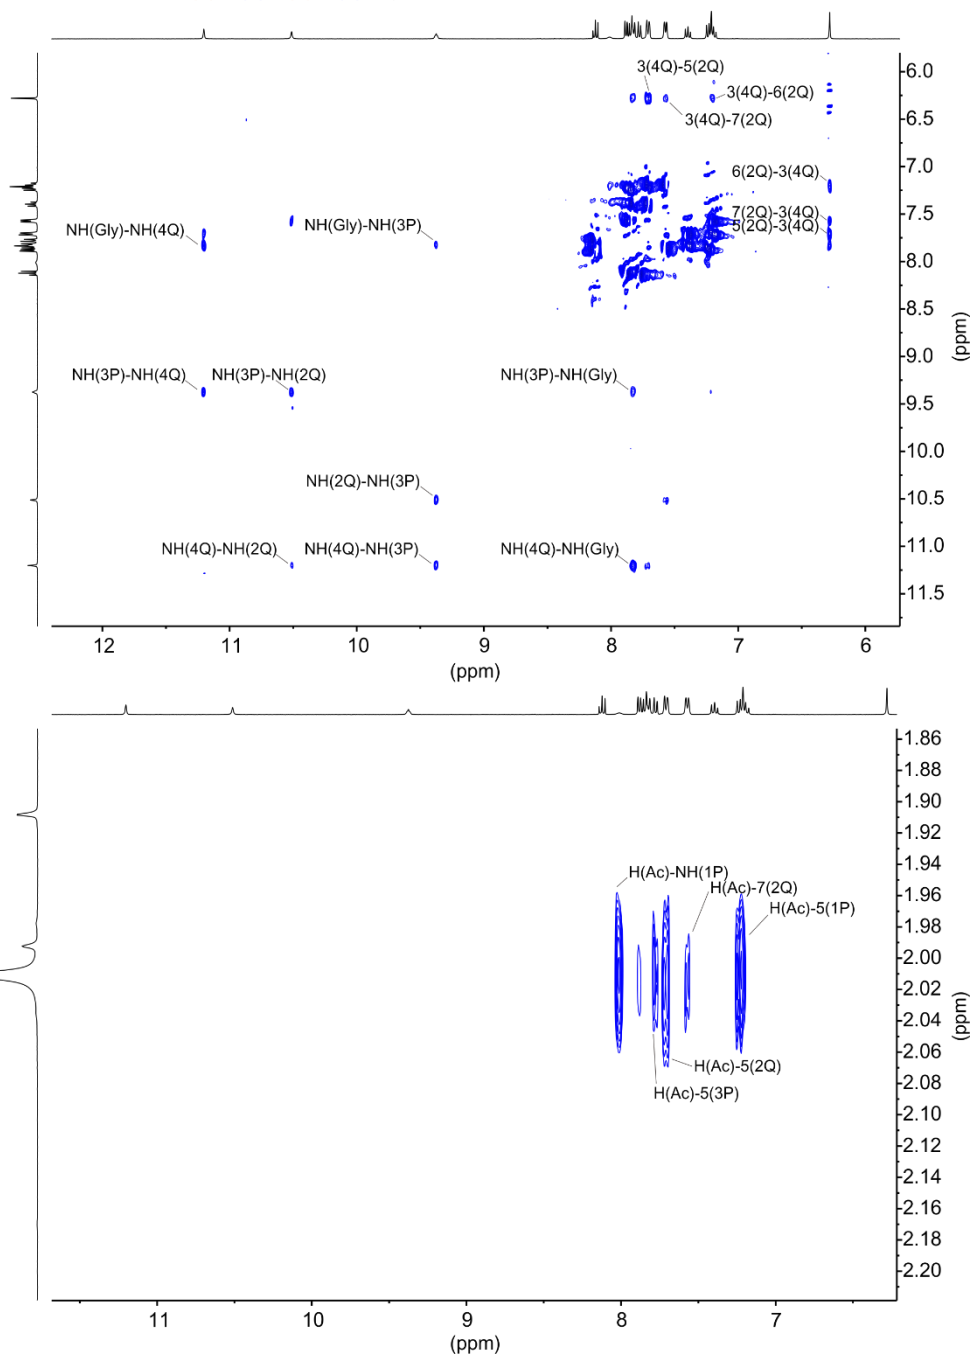 3(4Q)-5(2Q)
6.0
3(4Q)-6(2Q)
3(4Q)-7(2Q)
6.5
7.0
6(2Q)-3(4Q)
7.5
7(2Q)-3(4Q)
NH(Gly)-NH(4Q)
NH(Gly)-NH(3P)
5(2Q)-3(4Q)
8.0
8.5
(ppm)
9.0
NH(3P)-NH(4Q)
NH(3P)-NH(2Q)
NH(3P)-NH(Gly)
9.5
10.0
NH(2Q)-NH(3P)
10.5
NH(4Q)-NH(2Q)
NH(4Q)-NH(3P)
NH(4Q)-NH(Gly)
11.0
11.5
12 11 10 9 8 7 6
(ppm)
1.86
1.88
1.90
1.92
1.94
H(Ac)-NH(1P)
H(Ac)-7(2Q)
1.96
H(Ac)-5(1P)
1.98
2.00
(ppm)
2.02
2.04
2.06
H(Ac)-5(2Q)
2.08
H(Ac)-5(3P)
2.10
2.12
2.14
2.16
2.18
2.20
11 10 9 8 7
(ppm)